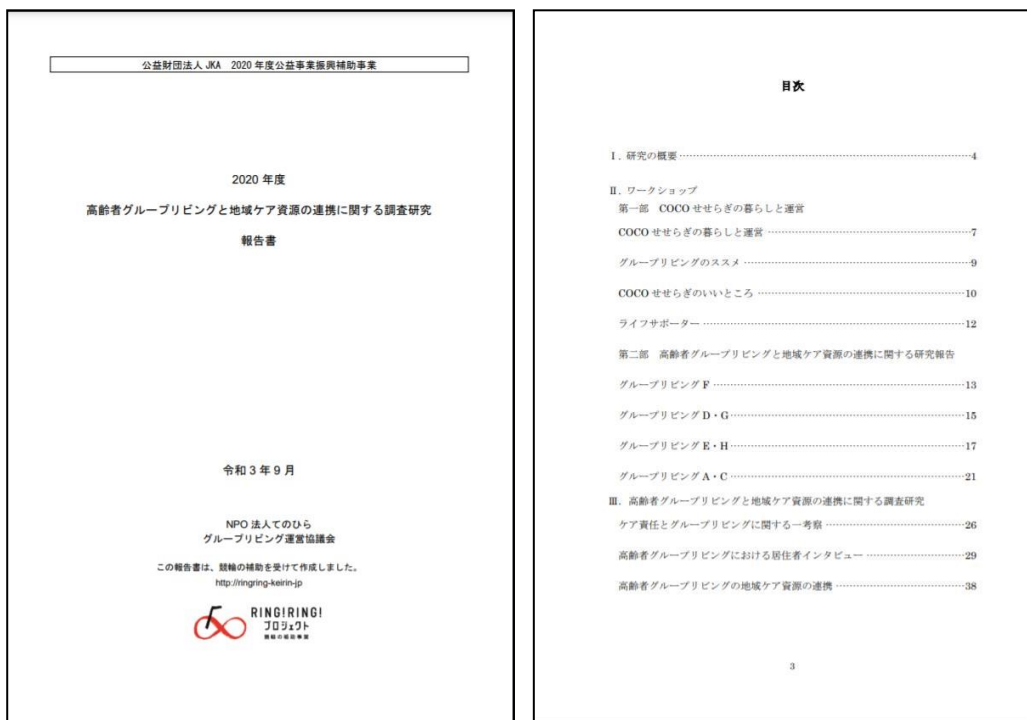 公益財団法人 JKA 2020 年度公益事業振興補助事業
2020 年度
高齢者グループリビングと地域ケア資源の連携に関する調査研究
報告書
令和 3 年 9 月
NPO 法人てのひら
グループリビング運営協議会
この報告書は、競輪の補助を受けて作成しました。
http://ringring-keirin.jp
RING!RING!
プロジェクト
競輪の補助事業
目次
Ⅰ. 研究の概要 4
Ⅱ. ワークショップ
第一部 COCO せせらぎの暮らしと運営
COCO せせらぎの暮らしと運営 7
グループリビングのススメ 9
COCO せせらぎのいいところ 10
ライフサポーター 12
第二部 高齢者グループリビングと地域ケア資源の連携に関する研究報告
グループリビング F 13
グループリビング D・G 15
グループリビング E・H 17
グループリビング A・C 21
Ⅲ. 高齢者グループリビングと地域ケア資源の連携に関する調査研究
ケア責任とグループリビングに関する一考察 26
高齢者グループリビングにおける居住者インタビュー 29
高齢者グループリビングの地域ケア資源の連携 38
3